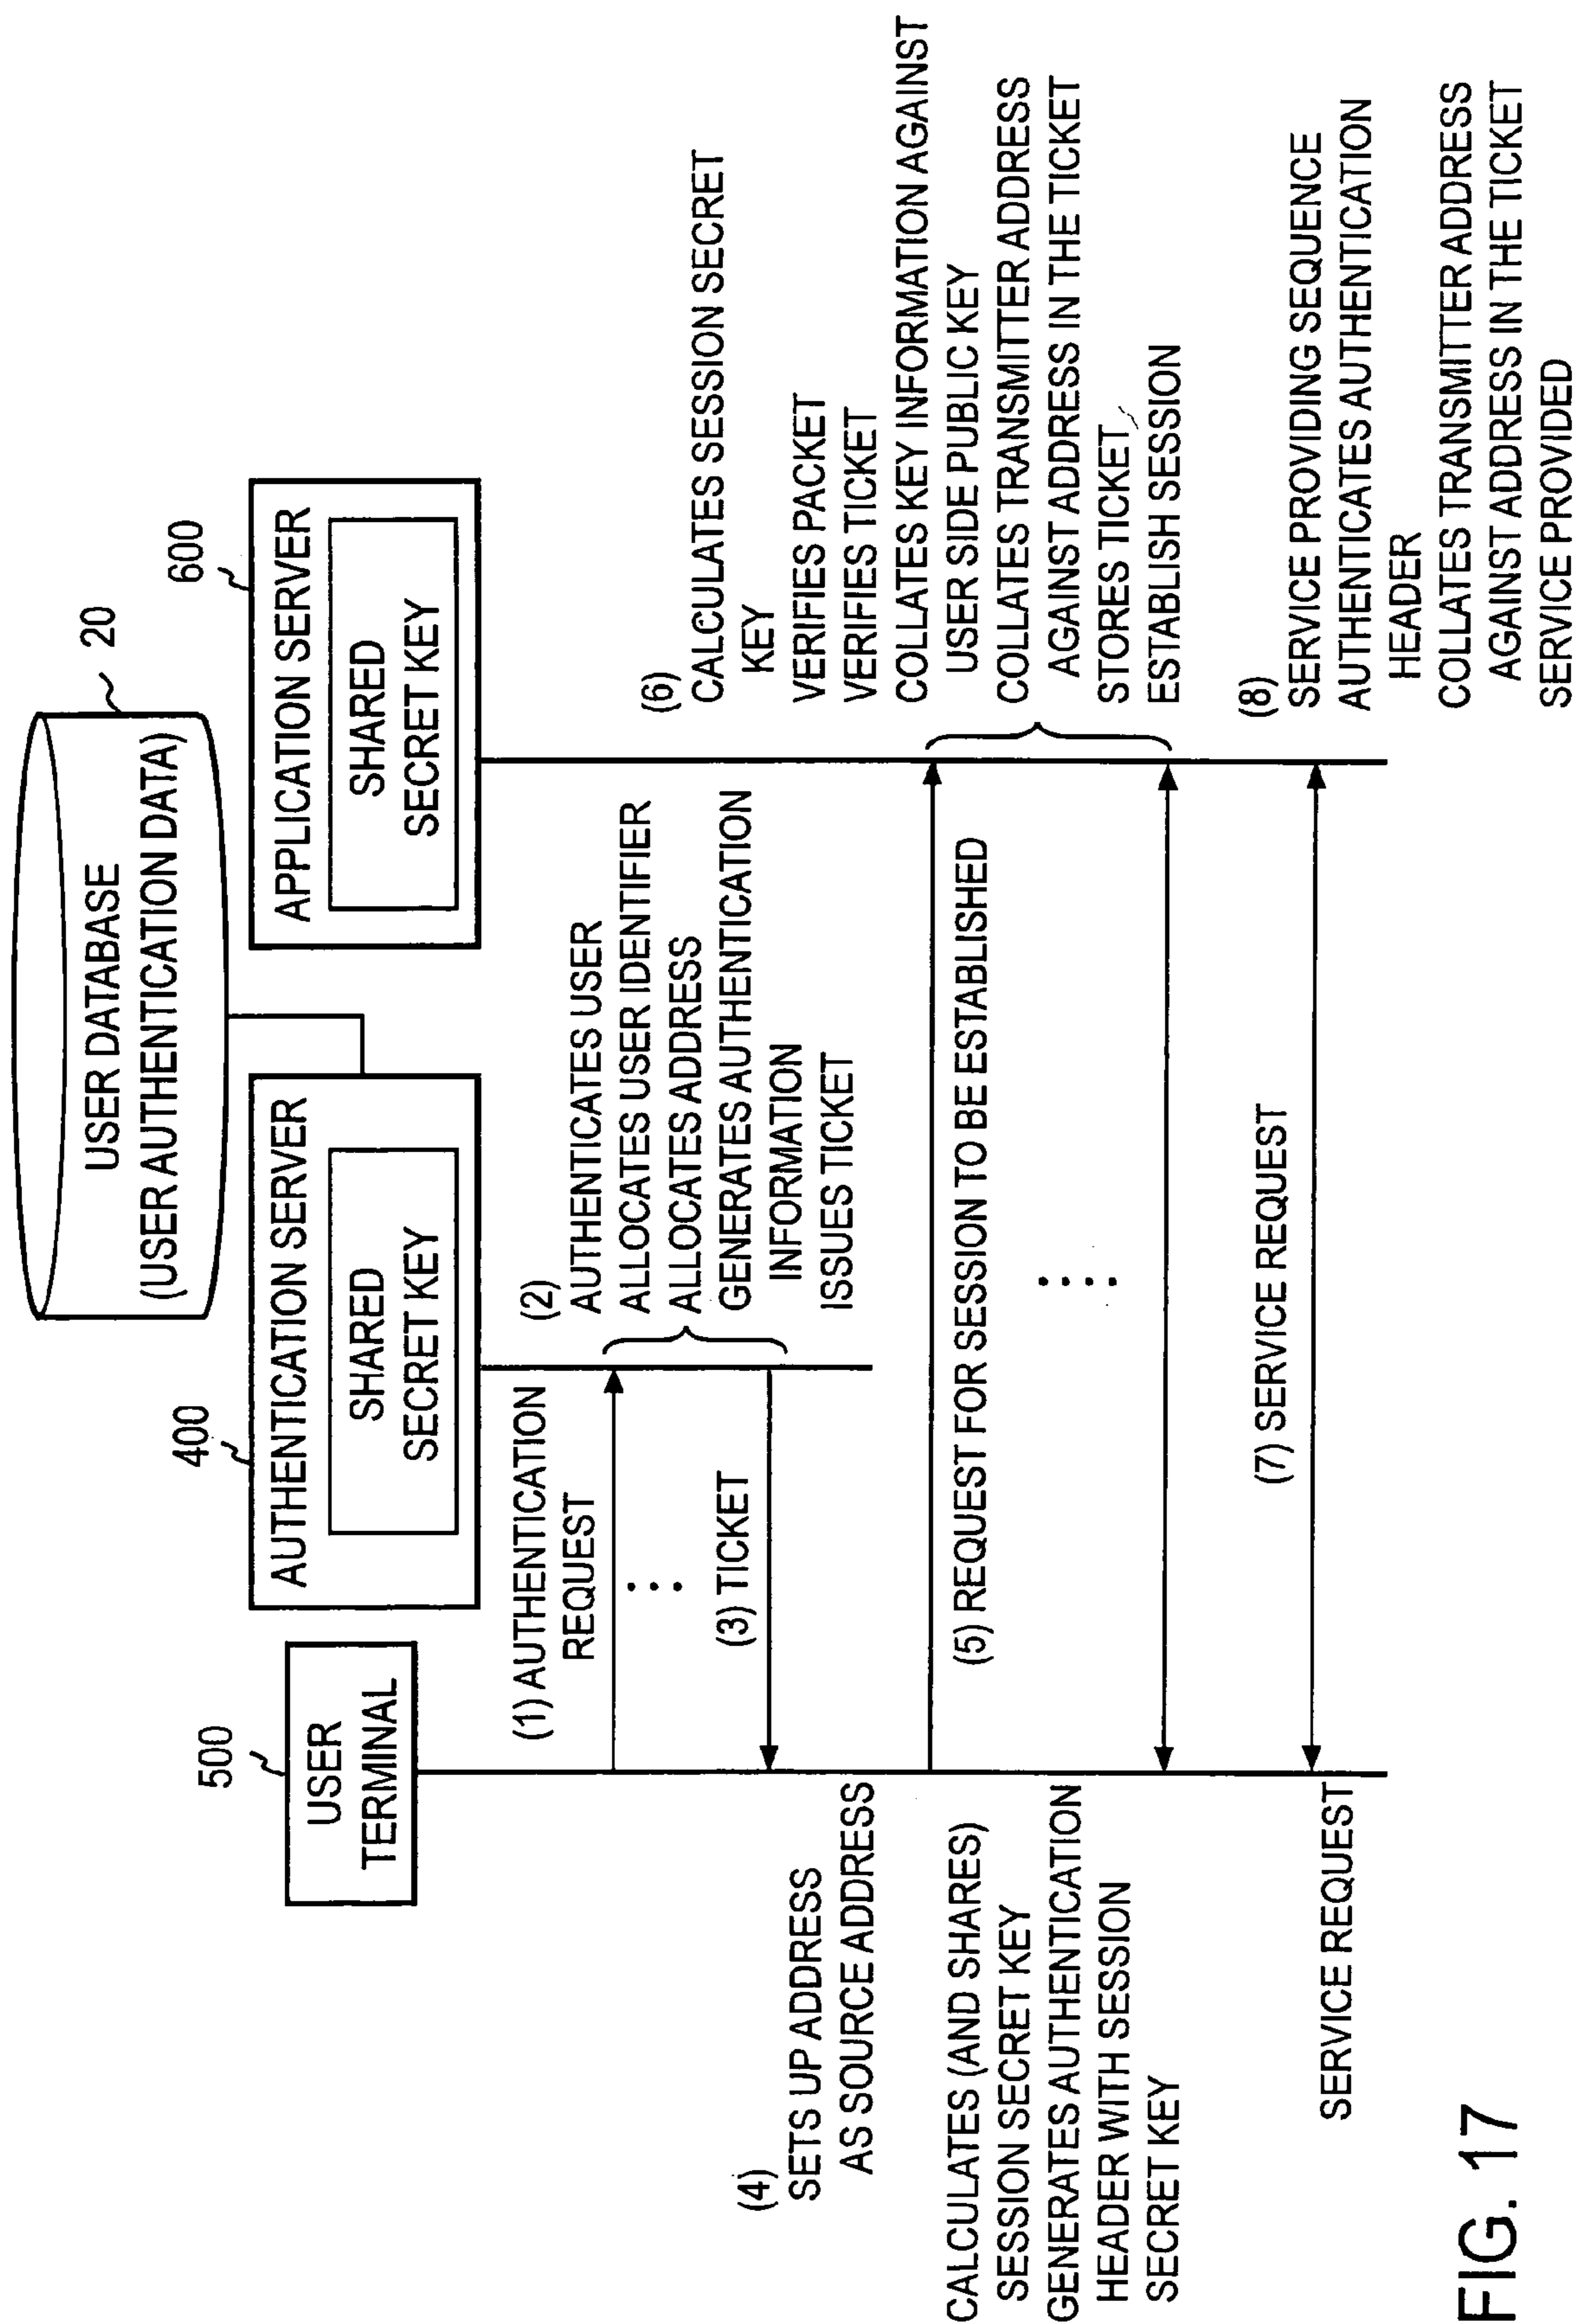 USER DATABASE
(USER AUTHENTICATION DATA)
20
500
USER
TERMINAL
400
AUTHENTICATION SERVER
SHARED
SECRET KEY
600
APPLICATION SERVER
SHARED
SECRET KEY
(1) AUTHENTICATION
REQUEST
(2)
AUTHENTICATES USER
ALLOCATES USER IDENTIFIER
ALLOCATES ADDRESS
GENERATES AUTHENTICATION
INFORMATION
ISSUES TICKET
(3) TICKET
(4)
SETS UP ADDRESS
AS SOURCE ADDRESS
CALCULATES (AND SHARES)
SESSION SECRET KEY
GENERATES AUTHENTICATION
HEADER WITH SESSION
SECRET KEY
(5) REQUEST FOR SESSION TO BE ESTABLISHED
(6)
CALCULATES SESSION SECRET
KEY
VERIFIES PACKET
VERIFIES TICKET
COLLATES KEY INFORMATION AGAINST
USER SIDE PUBLIC KEY
COLLATES TRANSMITTER ADDRESS
AGAINST ADDRESS IN THE TICKET
STORES TICKET
ESTABLISH SESSION
(7) SERVICE REQUEST
SERVICE REQUEST
(8)
SERVICE PROVIDING SEQUENCE
AUTHENTICATES AUTHENTICATION
HEADER
COLLATES TRANSMITTER ADDRESS
AGAINST ADDRESS IN THE TICKET
SERVICE PROVIDED
FIG. 17